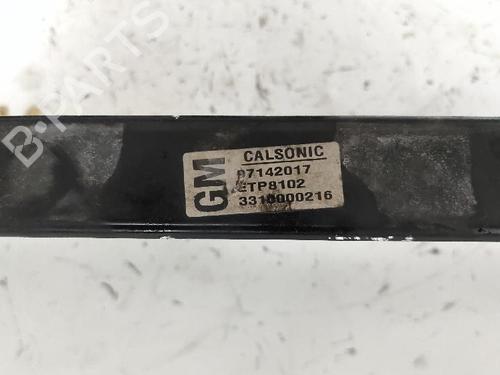 B-PARTS
GM
CALSONIC
97142017
ETP8102
3310000216